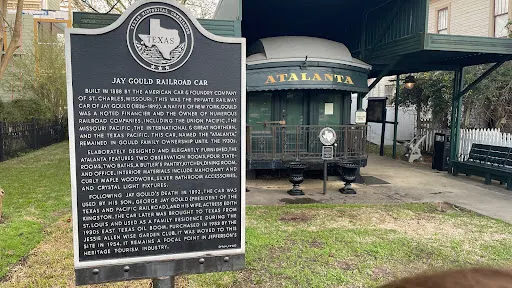 TEXAS HISTORICAL COMMISSION
TEXAS
JAY GOULD RAILROAD CAR
BUILT IN 1888 BY THE AMERICAN CAR & FOUNDRY COMPANY
OF ST. CHARLES, MISSOURI, THIS WAS THE PRIVATE RAILWAY
CAR OF JAY GOULD (1836-1892). A NATIVE OF NEW YORK, GOULD
WAS A NOTED FINANCIER AND THE OWNER OF NUMEROUS
RAILROAD COMPANIES, INCLUDING THE UNION PACIFIC, THE
MISSOURI PACIFIC, THE INTERNATIONAL & GREAT NORTHERN,
AND THE TEXAS PACIFIC. THIS CAR, NAMED THE "ATALANTA,"
REMAINED IN GOULD FAMILY OWNERSHIP UNTIL THE 1930'S.
ELABORATELY DESIGNED AND ELEGANTLY FURNISHED, THE
ATALANTA FEATURES TWO OBSERVATION ROOMS, FOUR STATE-
ROOMS, TWO BATHS, A BUTLER'S PANTRY, KITCHEN, DINING ROOM,
AND OFFICE. INTERIOR MATERIALS INCLUDE MAHOGANY AND
CURLY MAPLE WOODWORK, SILVER BATHROOM ACCESSORIES,
AND CRYSTAL LIGHT FIXTURES.
FOLLOWING JAY GOULD'S DEATH IN 1892, THE CAR WAS
USED BY HIS SON, GEORGE JAY GOULD (PRESIDENT OF THE
TEXAS AND PACIFIC RAILROAD), AND HIS WIFE, ACTRESS EDITH
KINGSTON. THE CAR LATER WAS BROUGHT TO TEXAS FROM
ST. LOUIS AND USED AS A FAMILY RESIDENCE DURING THE
1930S EAST TEXAS OIL BOOM. PURCHASED IN 1953 BY THE
JESSIE ALLEN WISE GARDEN CLUB, IT WAS MOVED TO THIS
SITE IN 1954. IT REMAINS A FOCAL POINT IN JEFFERSON'S
HERITAGE TOURISM INDUSTRY.
ATALANTA